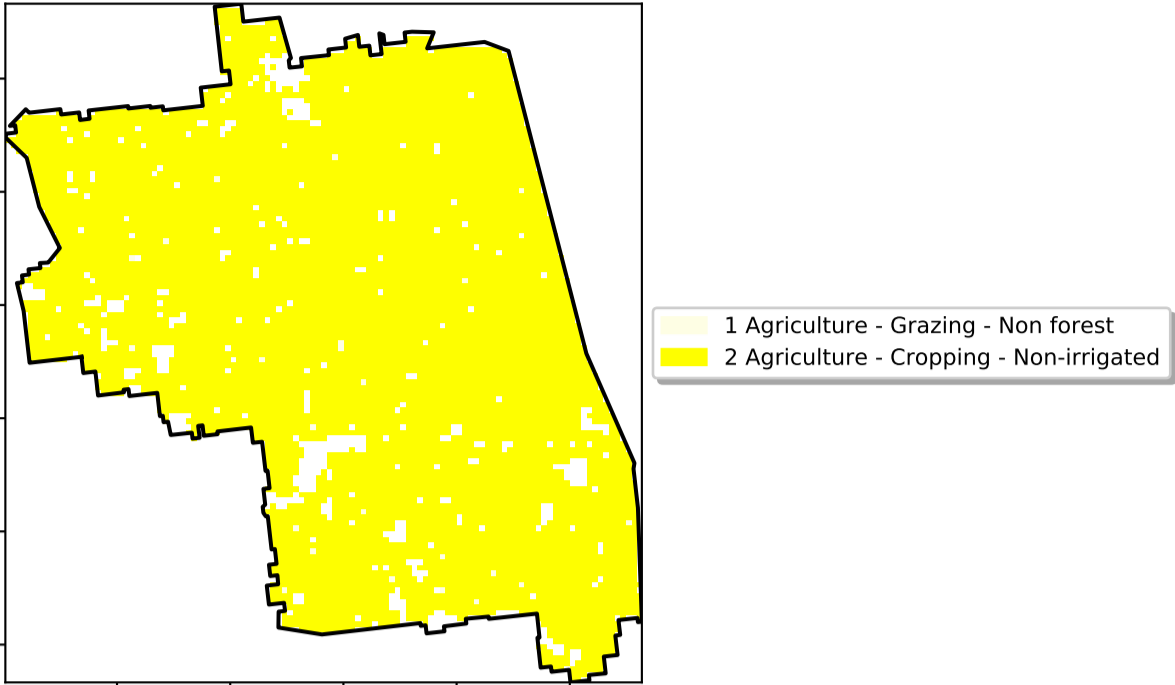 1 Agriculture - Grazing - Non forest
2 Agriculture - Cropping - Non-irrigated